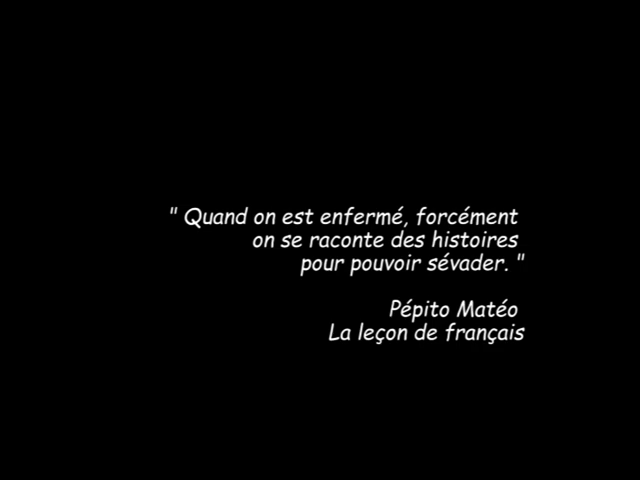 " Quand on est enfermé, forcément
on se raconte des histoires
pour pouvoir sévader. "
Pépito Matéo
La leçon de français